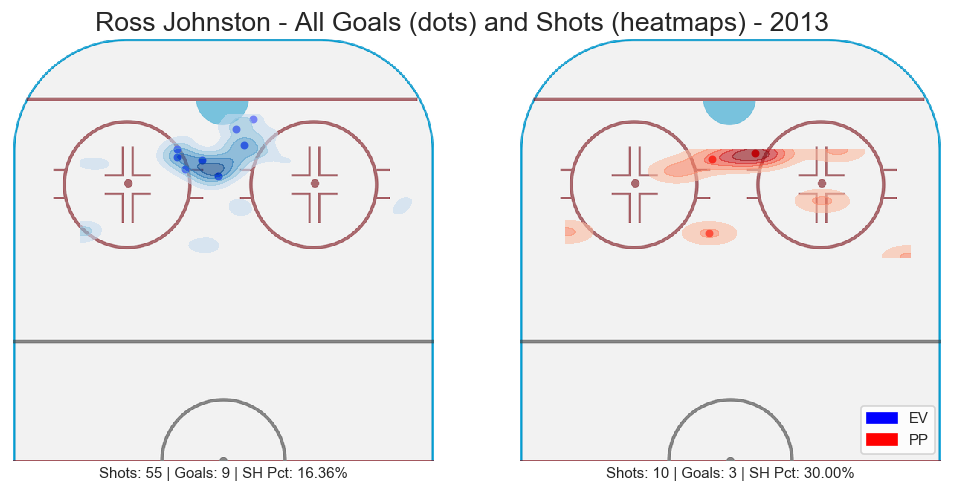 Ross Johnston - All Goals (dots) and Shots (heatmaps) - 2013
EV
PP
Shots: 55 | Goals: 9 | SH Pct: 16.36%
Shots: 10 | Goals: 3 | SH Pct: 30.00%